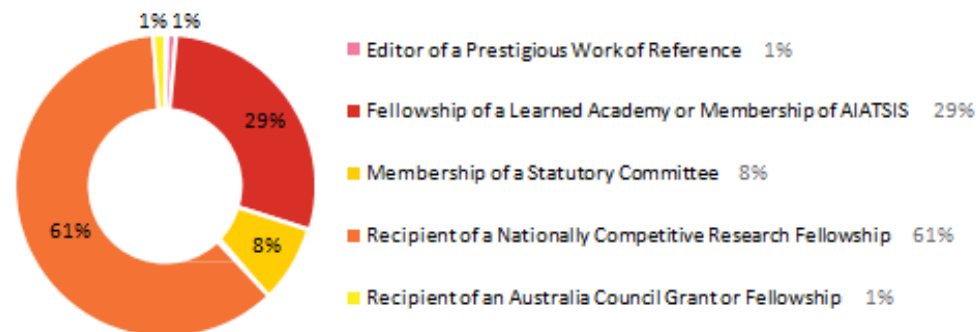 1% 1%
29%
8%
61%
Editor of a Prestigious Work of Reference 1%
Fellowship of a Learned Academy or Membership of AIATSIS 29%
Membership of a Statutory Committee 8%
Recipient of a Nationally Competitive Research Fellowship 61%
Recipient of an Australia Council Grant or Fellowship 1%